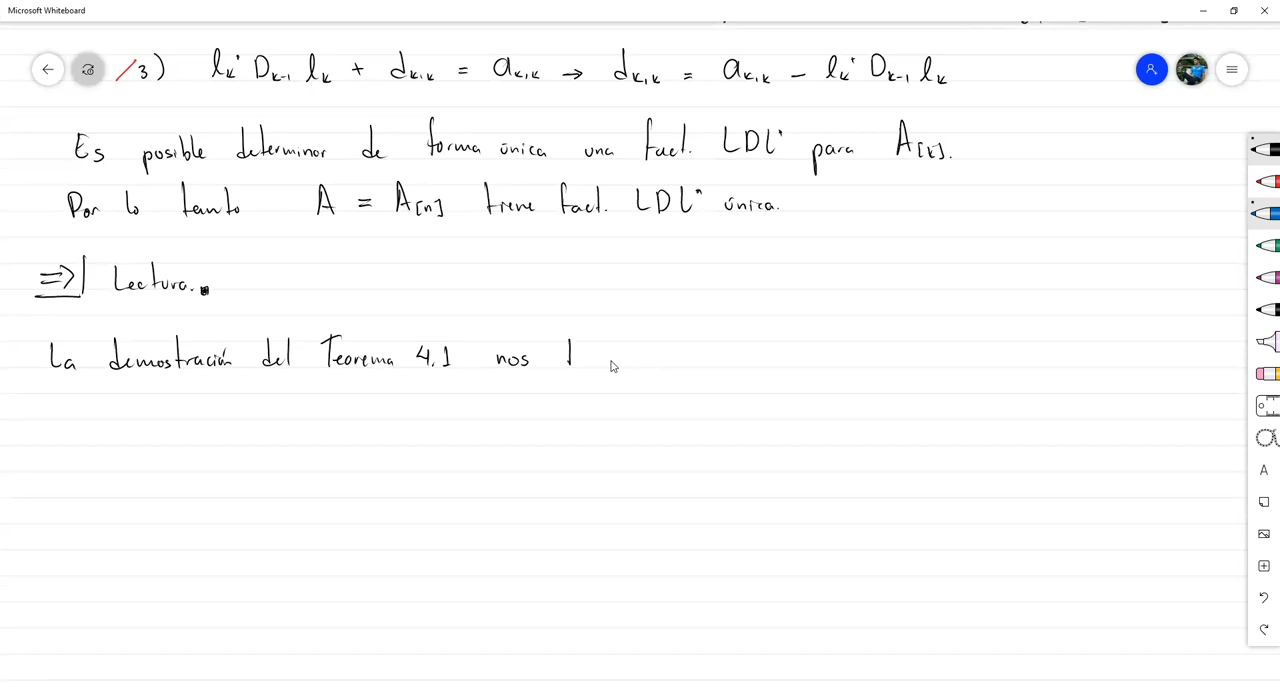 Microsoft Whiteboard
3) lₖ* Dₖ₋₁ lₖ + dₖ,ₖ = aₖ,ₖ → dₖ,ₖ = aₖ,ₖ - lₖ* Dₖ₋₁ lₖ
Es posible determinar de forma única una fact. LDL* para A[k].
Por lo tanto A = A[n] tiene fact. LDL* única.
⇒| Lectura.
La demostración del Teorema 4.1 nos